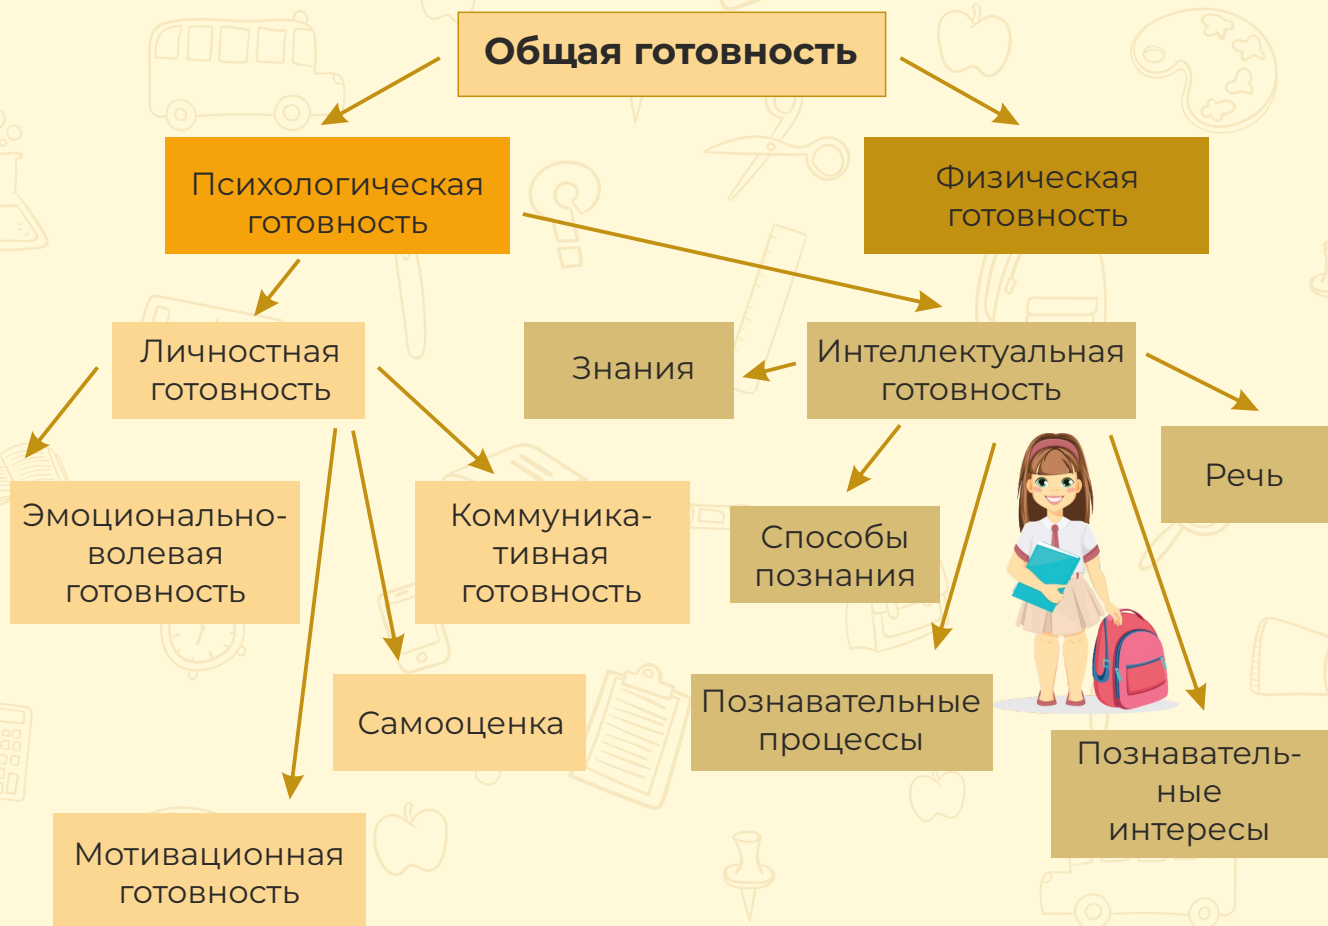 Общая готовность
Психологическая
готовность
Физическая
готовность
Личностная
готовность
Знания
Интеллектуальная
готовность
Речь
Эмоционально-
волевая
готовность
Коммуника-
тивная
готовность
Способы
познания
Самооценка
Познавательные
процессы
Познаватель-
ные
интересы
Мотивационная
готовность